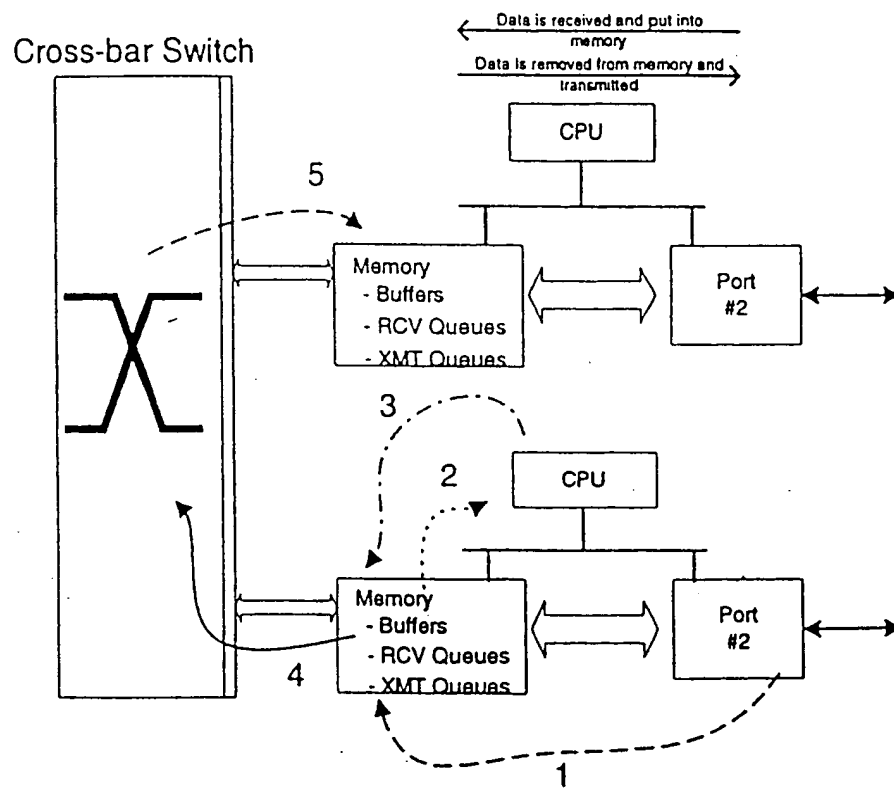 Data is received and put into
memory
Data is removed from memory and
transmitted
Cross-bar Switch
CPU
5
Memory
- Buffers
- RCV Queues
- XMT Queues
Port
#2
3
2
CPU
Memory
- Buffers
- RCV Queues
- XMT Queues
Port
#2
4
1